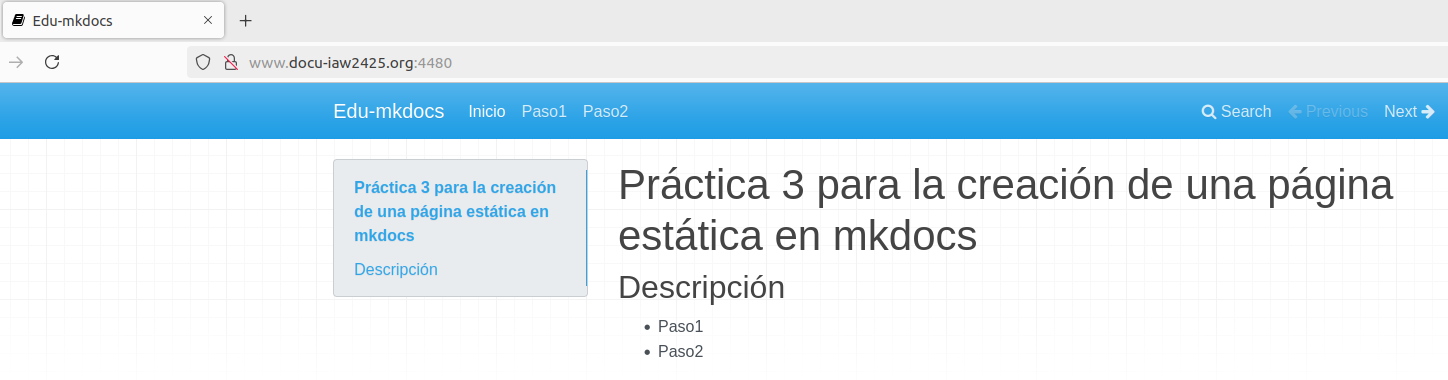 Edu-mkdocs
www.docu-iaw2425.org:4480
Edu-mkdocs Inicio Paso1 Paso2 Search Previous Next
Práctica 3 para la creación
de una página estática en
mkdocs
Descripción
Práctica 3 para la creación de una página
estática en mkdocs
Descripción
Paso1
Paso2